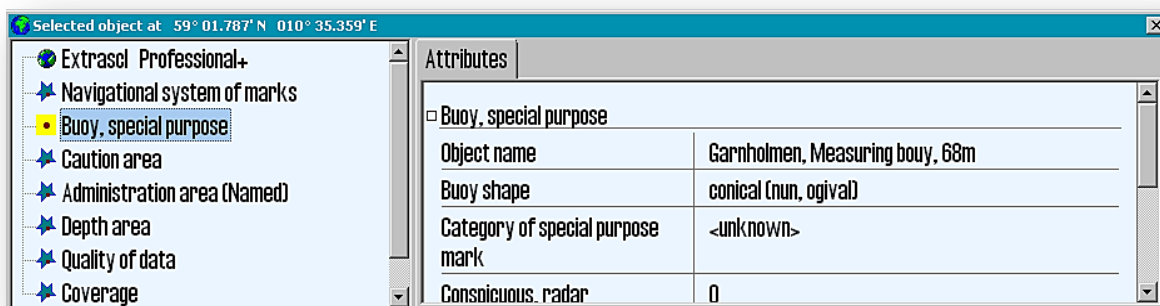 Selected object at 59° 01.787' N 010° 35.359' E
Extrascl Professional+
Navigational system of marks
Buoy, special purpose
Caution area
Administration area (Named)
Depth area
Quality of data
Coverage
Attributes
Buoy, special purpose
Object name Garnholmen, Measuring bouy, 68m
Buoy shape conical (nun, ogival)
Category of special purpose <unknown>
mark
Conspicuous, radar 0